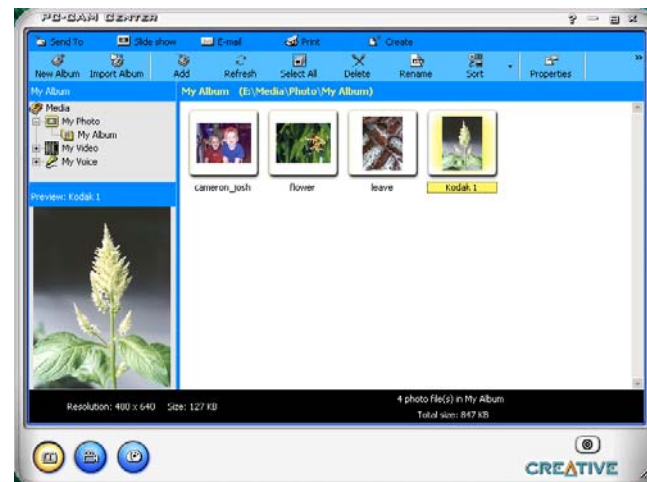 PC-CAM CENTER
Send To Slide show E-mail Print Create
New Album Import Album Add Refresh Select All Delete Rename Sort Properties
My Album
My Album (E:\Media\Photo\My Album)
Media
My Photo
My Album
My Video
My Voice
cameron_josh flower leave Kodak 1
Preview: Kodak 1
Resolution: 480 x 640 Size: 127 KB
4 photo file(s) in My Album
Total size: 847 KB
CREATIVE